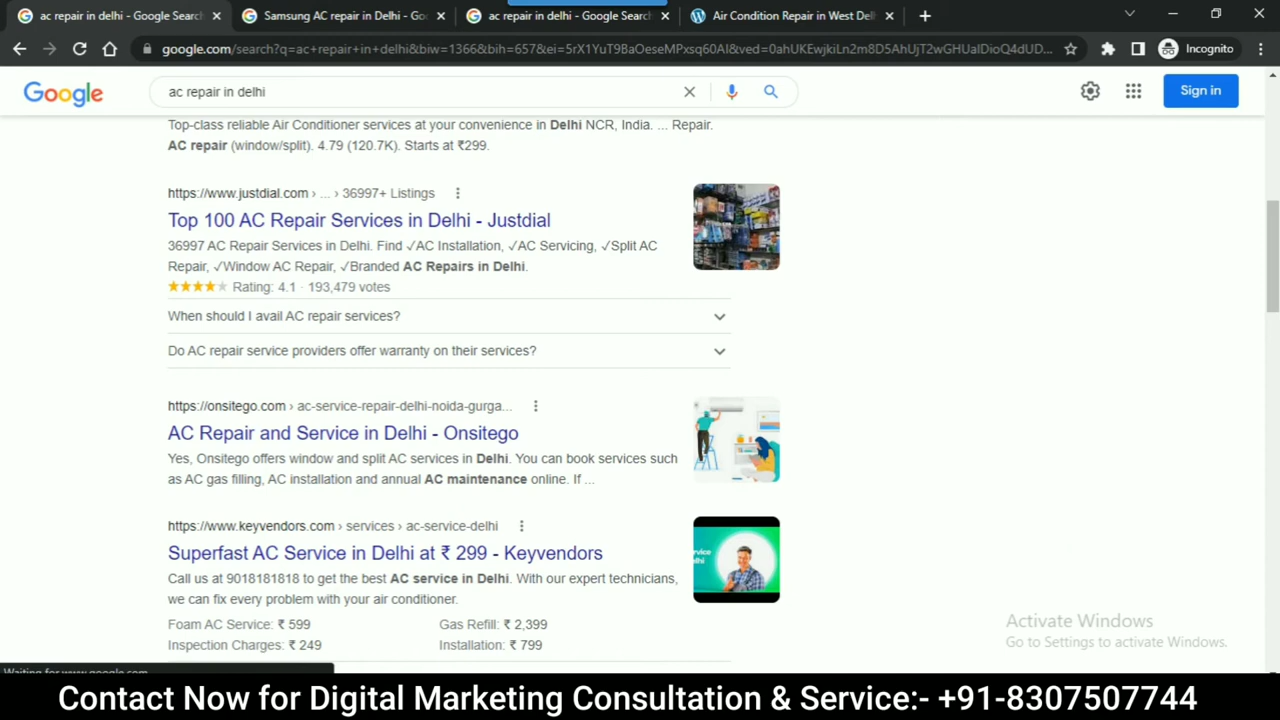 ac repair in delhi - Google Search
Samsung AC repair in Delhi - Go
ac repair in delhi - Google Search
Air Condition Repair in West Del
google.com/search?q=ac+repair+in+delhi&biw=1366&bih=657&ei=5rX1YuT9BaOeseMPxsq60AI&ved=0ahUKEwjkiLn2m8D5AhUjT2wGHUalDioQ4dUD...
Incognito
Google
ac repair in delhi
Sign in
Top-class reliable Air Conditioner services at your convenience in Delhi NCR, India. ... Repair.
AC repair (window/split). 4.79 (120.7K). Starts at ₹299.
https://www.justdial.com › ... › 36997+ Listings
Top 100 AC Repair Services in Delhi - Justdial
36997 AC Repair Services in Delhi. Find ✓AC Installation, ✓AC Servicing, ✓Split AC
Repair, ✓Window AC Repair, ✓Branded AC Repairs in Delhi.
Rating: 4.1 · 193,479 votes
When should I avail AC repair services?
Do AC repair service providers offer warranty on their services?
https://onsitego.com › ac-service-repair-delhi-noida-gurga...
AC Repair and Service in Delhi - Onsitego
Yes, Onsitego offers window and split AC services in Delhi. You can book services such
as AC gas filling, AC installation and annual AC maintenance online. If ...
https://www.keyvendors.com › services › ac-service-delhi
Superfast AC Service in Delhi at ₹ 299 - Keyvendors
Call us at 9018181818 to get the best AC service in Delhi. With our expert technicians,
we can fix every problem with your air conditioner.
Foam AC Service: ₹ 599
Gas Refill: ₹ 2,399
Inspection Charges: ₹ 249
Installation: ₹ 799
Activate Windows
Go to Settings to activate Windows.
Waiting for www.google.com
Contact Now for Digital Marketing Consultation & Service:- +91-8307507744